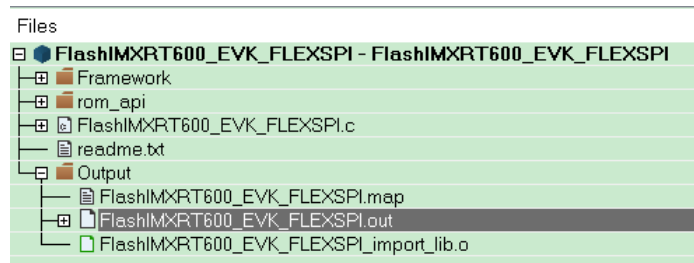 Files
FlashIMXRT600_EVK_FLEXSPI - FlashIMXRT600_EVK_FLEXSPI
Framework
rom_api
FlashIMXRT600_EVK_FLEXSPI.c
readme.txt
Output
FlashIMXRT600_EVK_FLEXSPI.map
FlashIMXRT600_EVK_FLEXSPI.out
FlashIMXRT600_EVK_FLEXSPI_import_lib.o